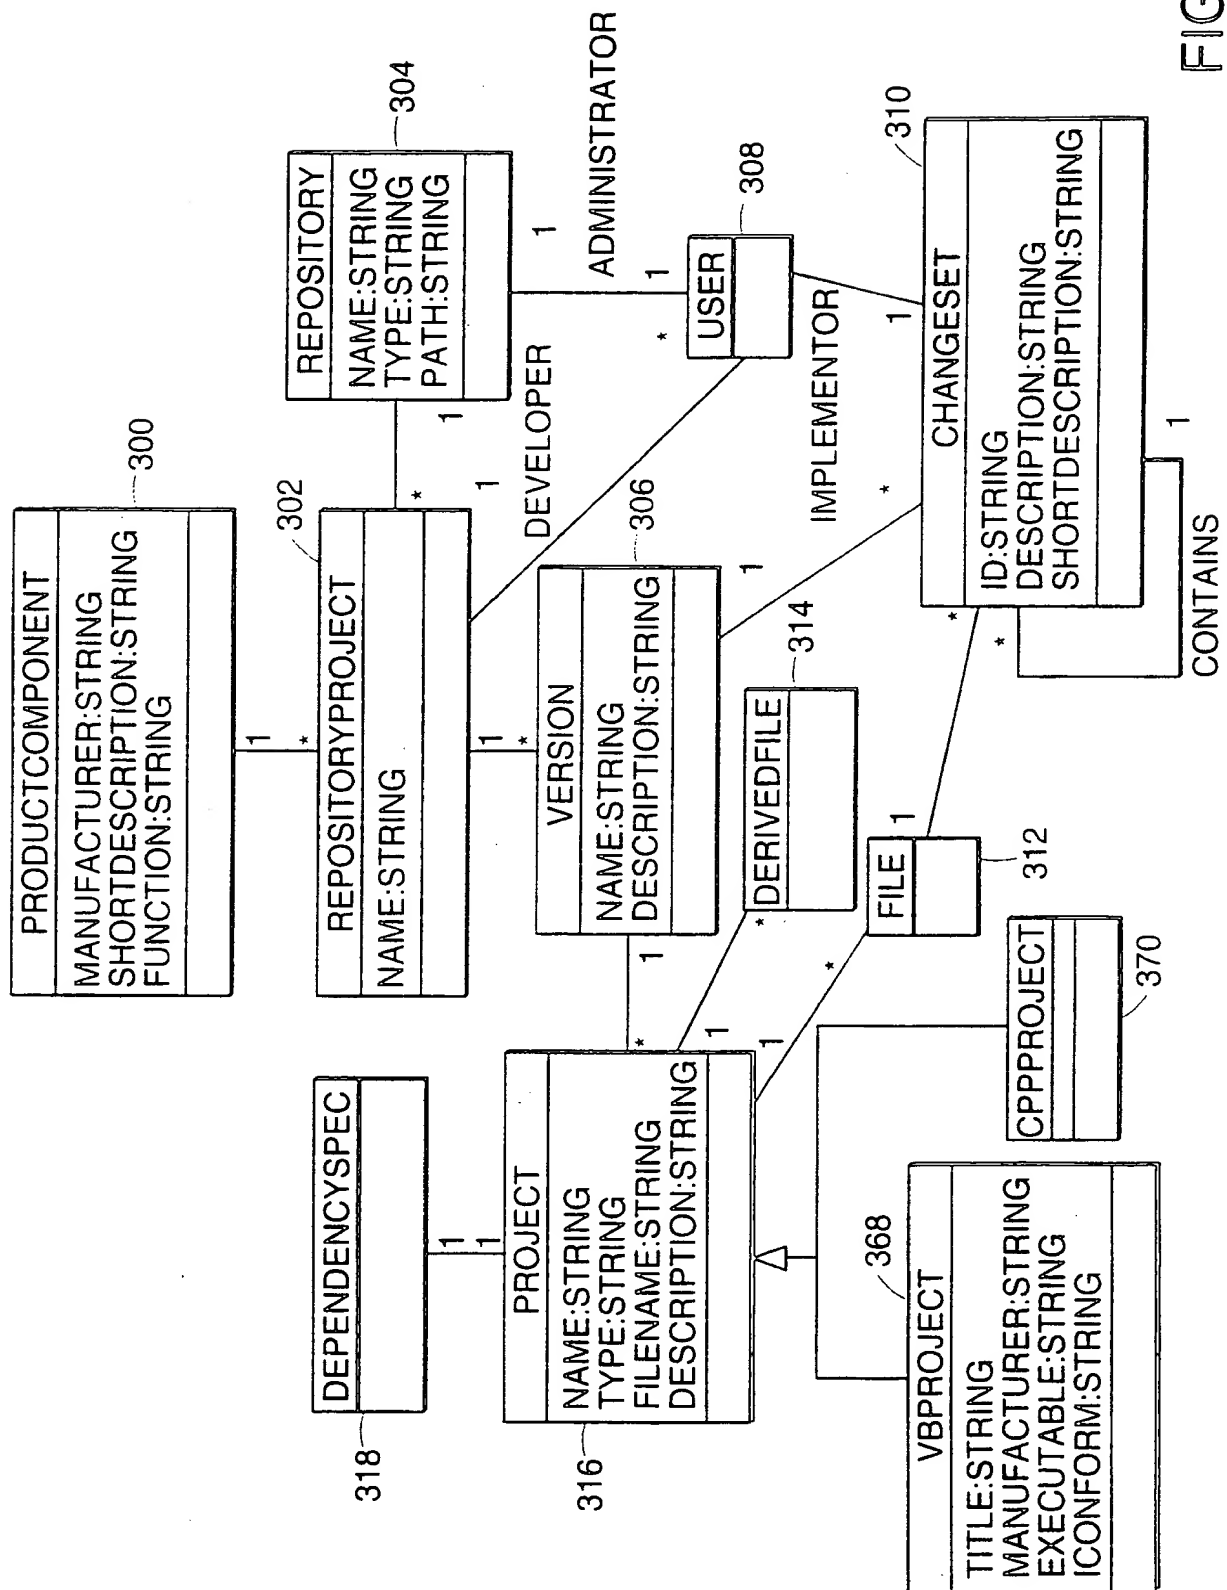 PRODUCTCOMPONENT
MANUFACTURER:STRING
SHORTDESCRIPTION:STRING
FUNCTION:STRING
300
1
*
302
REPOSITORYPROJECT
NAME:STRING
*
1
REPOSITORY
NAME:STRING
TYPE:STRING
PATH:STRING
304
1
ADMINISTRATOR
1
1
DEVELOPER
*
USER
308
1
*
VERSION
NAME:STRING
DESCRIPTION:STRING
306
1
*
IMPLEMENTOR
1
310
CHANGESET
ID:STRING
DESCRIPTION:STRING
SHORTDESCRIPTION:STRING
*
*
1
CONTAINS
DERIVEDFILE
314
*
1
FILE
312
1
*
DEPENDENCYSPEC
318
1
1
PROJECT
NAME:STRING
TYPE:STRING
FILENAME:STRING
DESCRIPTION:STRING
316
*
1
1
1
368
VBPROJECT
TITLE:STRING
MANUFACTURER:STRING
EXECUTABLE:STRING
ICONFORM:STRING
CPPPROJECT
370